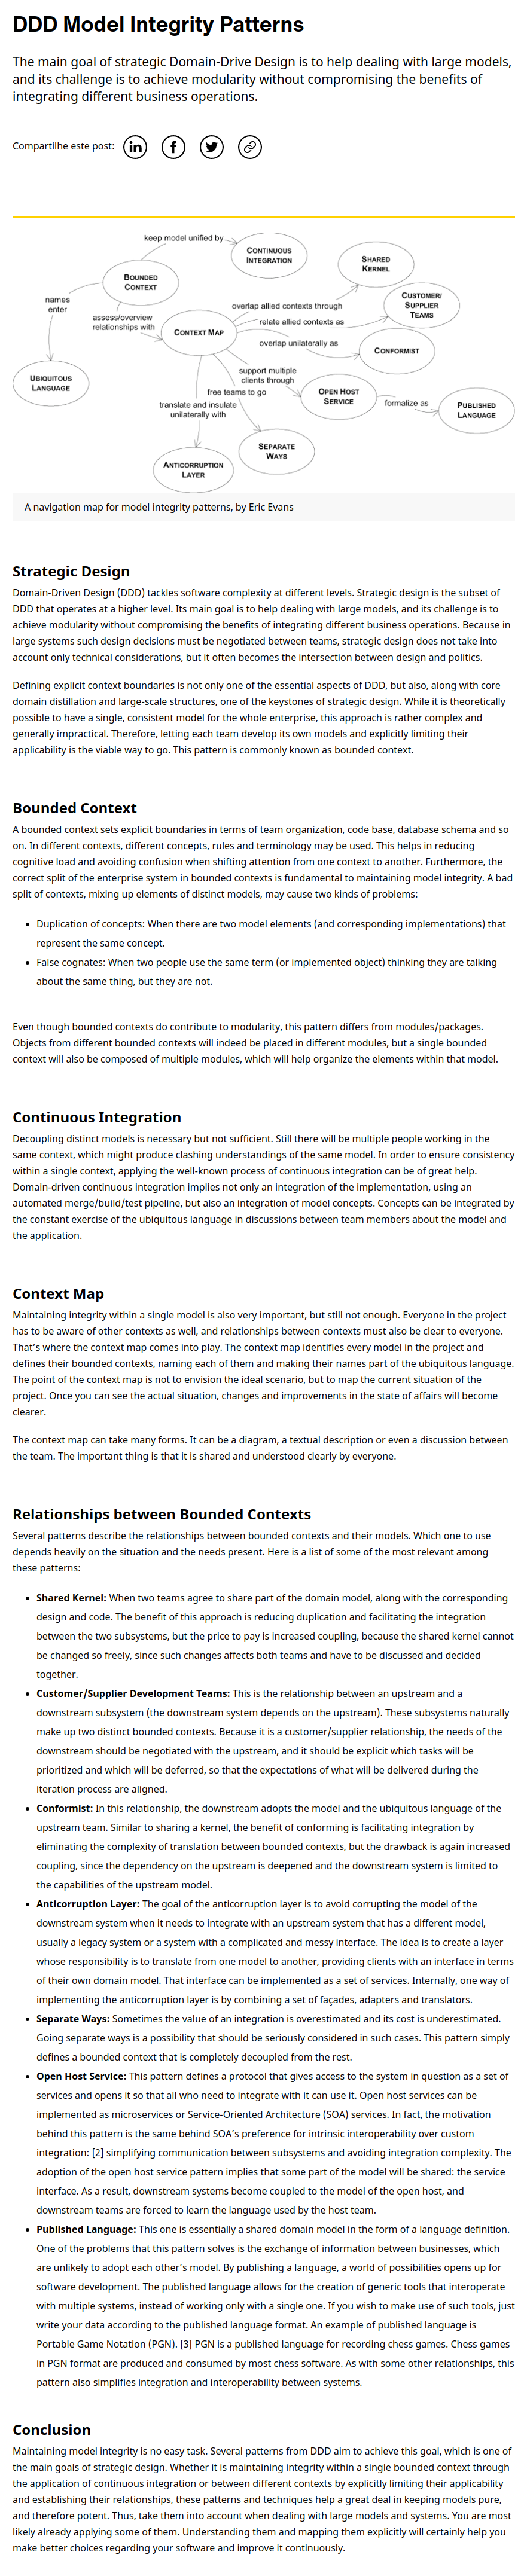 DDD Model Integrity Patterns
The main goal of strategic Domain-Drive Design is to help dealing with large models,
and its challenge is to achieve modularity without compromising the benefits of
integrating different business operations.
Compartilhe este post:
keep model unified by
CONTINUOUS
INTEGRATION
SHARED
KERNEL
BOUNDED
CONTEXT
names
enter
CUSTOMER/
SUPPLIER
TEAMS
overlap allied contexts through
assess/overview
relationships with
CONTEXT MAP
relate allied contexts as
overlap unilaterally as
CONFORMIST
support multiple
clients through
UBIQUITOUS
LANGUAGE
free teams to go
OPEN HOST
SERVICE
formalize as
PUBLISHED
LANGUAGE
translate and insulate
unilaterally with
SEPARATE
WAYS
ANTICORRUPTION
LAYER
A navigation map for model integrity patterns, by Eric Evans
Strategic Design
Domain-Driven Design (DDD) tackles software complexity at different levels. Strategic design is the subset of
DDD that operates at a higher level. Its main goal is to help dealing with large models, and its challenge is to
achieve modularity without compromising the benefits of integrating different business operations. Because in
large systems such design decisions must be negotiated between teams, strategic design does not take into
account only technical considerations, but it often becomes the intersection between design and politics.
Defining explicit context boundaries is not only one of the essential aspects of DDD, but also, along with core
domain distillation and large-scale structures, one of the keystones of strategic design. While it is theoretically
possible to have a single, consistent model for the whole enterprise, this approach is rather complex and
generally impractical. Therefore, letting each team develop its own models and explicitly limiting their
applicability is the viable way to go. This pattern is commonly known as bounded context.
Bounded Context
A bounded context sets explicit boundaries in terms of team organization, code base, database schema and so
on. In different contexts, different concepts, rules and terminology may be used. This helps in reducing
cognitive load and avoiding confusion when shifting attention from one context to another. Furthermore, the
correct split of the enterprise system in bounded contexts is fundamental to maintaining model integrity. A bad
split of contexts, mixing up elements of distinct models, may cause two kinds of problems:
• Duplication of concepts: When there are two model elements (and corresponding implementations) that
represent the same concept.
• False cognates: When two people use the same term (or implemented object) thinking they are talking
about the same thing, but they are not.
Even though bounded contexts do contribute to modularity, this pattern differs from modules/packages.
Objects from different bounded contexts will indeed be placed in different modules, but a single bounded
context will also be composed of multiple modules, which will help organize the elements within that model.
Continuous Integration
Decoupling distinct models is necessary but not sufficient. Still there will be multiple people working in the
same context, which might produce clashing understandings of the same model. In order to ensure consistency
within a single context, applying the well-known process of continuous integration can be of great help.
Domain-driven continuous integration implies not only an integration of the implementation, using an
automated merge/build/test pipeline, but also an integration of model concepts. Concepts can be integrated by
the constant exercise of the ubiquitous language in discussions between team members about the model and
the application.
Context Map
Maintaining integrity within a single model is also very important, but still not enough. Everyone in the project
has to be aware of other contexts as well, and relationships between contexts must also be clear to everyone.
That's where the context map comes into play. The context map identifies every model in the project and
defines their bounded contexts, naming each of them and making their names part of the ubiquitous language.
The point of the context map is not to envision the ideal scenario, but to map the current situation of the
project. Once you can see the actual situation, changes and improvements in the state of affairs will become
clearer.
The context map can take many forms. It can be a diagram, a textual description or even a discussion between
the team. The important thing is that it is shared and understood clearly by everyone.
Relationships between Bounded Contexts
Several patterns describe the relationships between bounded contexts and their models. Which one to use
depends heavily on the situation and the needs present. Here is a list of some of the most relevant among
these patterns:
• Shared Kernel: When two teams agree to share part of the domain model, along with the corresponding
design and code. The benefit of this approach is reducing duplication and facilitating the integration
between the two subsystems, but the price to pay is increased coupling, because the shared kernel cannot
be changed so freely, since such changes affects both teams and have to be discussed and decided
together.
• Customer/Supplier Development Teams: This is the relationship between an upstream and a
downstream subsystem (the downstream system depends on the upstream). These subsystems naturally
make up two distinct bounded contexts. Because it is a customer/supplier relationship, the needs of the
downstream should be negotiated with the upstream, and it should be explicit which tasks will be
prioritized and which will be deferred, so that the expectations of what will be delivered during the
iteration process are aligned.
• Conformist: In this relationship, the downstream adopts the model and the ubiquitous language of the
upstream team. Similar to sharing a kernel, the benefit of conforming is facilitating integration by
eliminating the complexity of translation between bounded contexts, but the drawback is again increased
coupling, since the dependency on the upstream is deepened and the downstream system is limited to
the capabilities of the upstream model.
• Anticorruption Layer: The goal of the anticorruption layer is to avoid corrupting the model of the
downstream system when it needs to integrate with an upstream system that has a different model,
usually a legacy system or a system with a complicated and messy interface. The idea is to create a layer
whose responsibility is to translate from one model to another, providing clients with an interface in terms
of their own domain model. That interface can be implemented as a set of services. Internally, one way of
implementing the anticorruption layer is by combining a set of façades, adapters and translators.
• Separate Ways: Sometimes the value of an integration is overestimated and its cost is underestimated.
Going separate ways is a possibility that should be seriously considered in such cases. This pattern simply
defines a bounded context that is completely decoupled from the rest.
• Open Host Service: This pattern defines a protocol that gives access to the system in question as a set of
services and opens it so that all who need to integrate with it can use it. Open host services can be
implemented as microservices or Service-Oriented Architecture (SOA) services. In fact, the motivation
behind this pattern is the same behind SOA's preference for intrinsic interoperability over custom
integration: [2] simplifying communication between subsystems and avoiding integration complexity. The
adoption of the open host service pattern implies that some part of the model will be shared: the service
interface. As a result, downstream systems become coupled to the model of the open host, and
downstream teams are forced to learn the language used by the host team.
• Published Language: This one is essentially a shared domain model in the form of a language definition.
One of the problems that this pattern solves is the exchange of information between businesses, which
are unlikely to adopt each other's model. By publishing a language, a world of possibilities opens up for
software development. The published language allows for the creation of generic tools that interoperate
with multiple systems, instead of working only with a single one. If you wish to make use of such tools, just
write your data according to the published language format. An example of published language is
Portable Game Notation (PGN). [3] PGN is a published language for recording chess games. Chess games
in PGN format are produced and consumed by most chess software. As with some other relationships, this
pattern also simplifies integration and interoperability between systems.
Conclusion
Maintaining model integrity is no easy task. Several patterns from DDD aim to achieve this goal, which is one of
the main goals of strategic design. Whether it is maintaining integrity within a single bounded context through
the application of continuous integration or between different contexts by explicitly limiting their applicability
and establishing their relationships, these patterns and techniques help a great deal in keeping models pure,
and therefore potent. Thus, take them into account when dealing with large models and systems. You are most
likely already applying some of them. Understanding them and mapping them explicitly will certainly help you
make better choices regarding your software and improve it continuously.